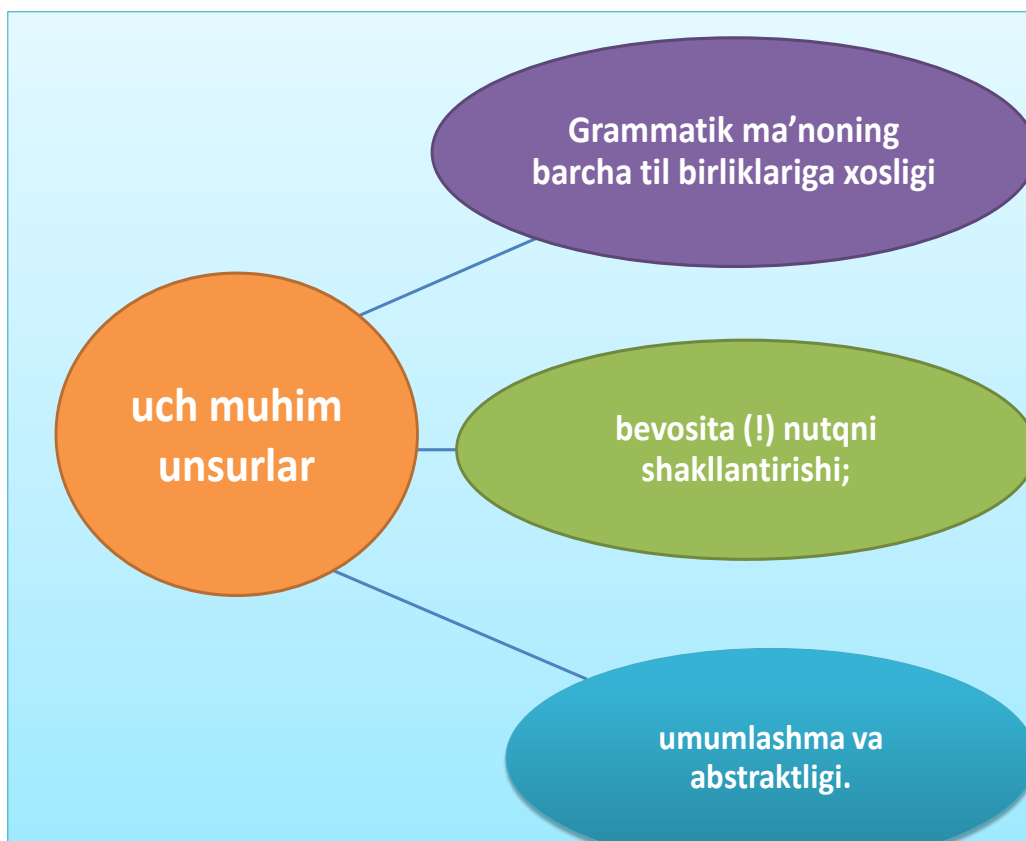 Grammatik ma’noning
barcha til birliklariga xosligi
uch muhim
unsurlar
bevosita (!) nutqni
shakllantirishi;
umumlashma va
abstraktligi.